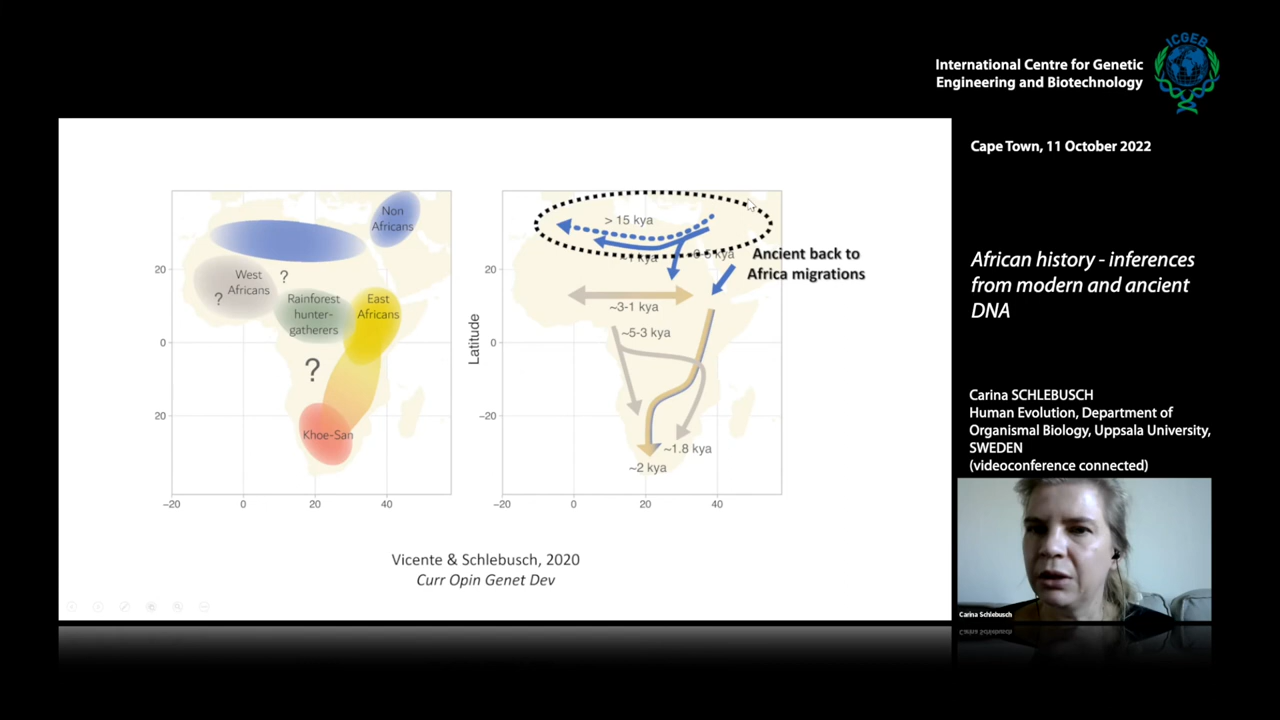 ICGEB
International Centre for Genetic
Engineering and Biotechnology
Cape Town, 11 October 2022
African history - inferences
from modern and ancient
DNA
Carina SCHLEBUSCH
Human Evolution, Department of
Organismal Biology, Uppsala University,
SWEDEN
(videoconference connected)
Carina Schlebusch
Non
Africans
West
Africans
?
?
Rainforest
hunter-
gatherers
East
Africans
?
Khoe-San
20
0
20
−20
0
20
40
> 15 kya
Ancient back to
Africa migrations
~3-1 kya
~5-3 kya
~1.8 kya
~2 kya
Latitude
20
0
−20
−20
0
20
40
Vicente & Schlebusch, 2020
Curr Opin Genet Dev